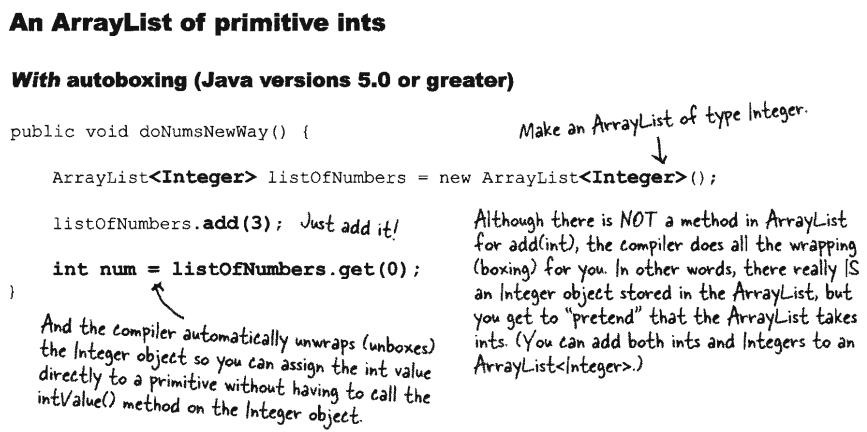 An ArrayList of primitive ints
With autoboxing (Java versions 5.0 or greater)
public void doNumsNewWay() {
Make an ArrayList of type Integer.
ArrayList<Integer> listOfNumbers = new ArrayList<Integer>();
listOfNumbers.add(3); Just add it!
int num = listOfNumbers.get(0);
}
Although there is NOT a method in ArrayList
for add(int), the compiler does all the wrapping
(boxing) for you. In other words, there really IS
an Integer object stored in the ArrayList, but
you get to "pretend" that the ArrayList takes
ints. (You can add both ints and Integers to an
ArrayList<Integer>.)
And the compiler automatically unwraps (unboxes)
the Integer object so you can assign the int value
directly to a primitive without having to call the
intValue() method on the Integer object.